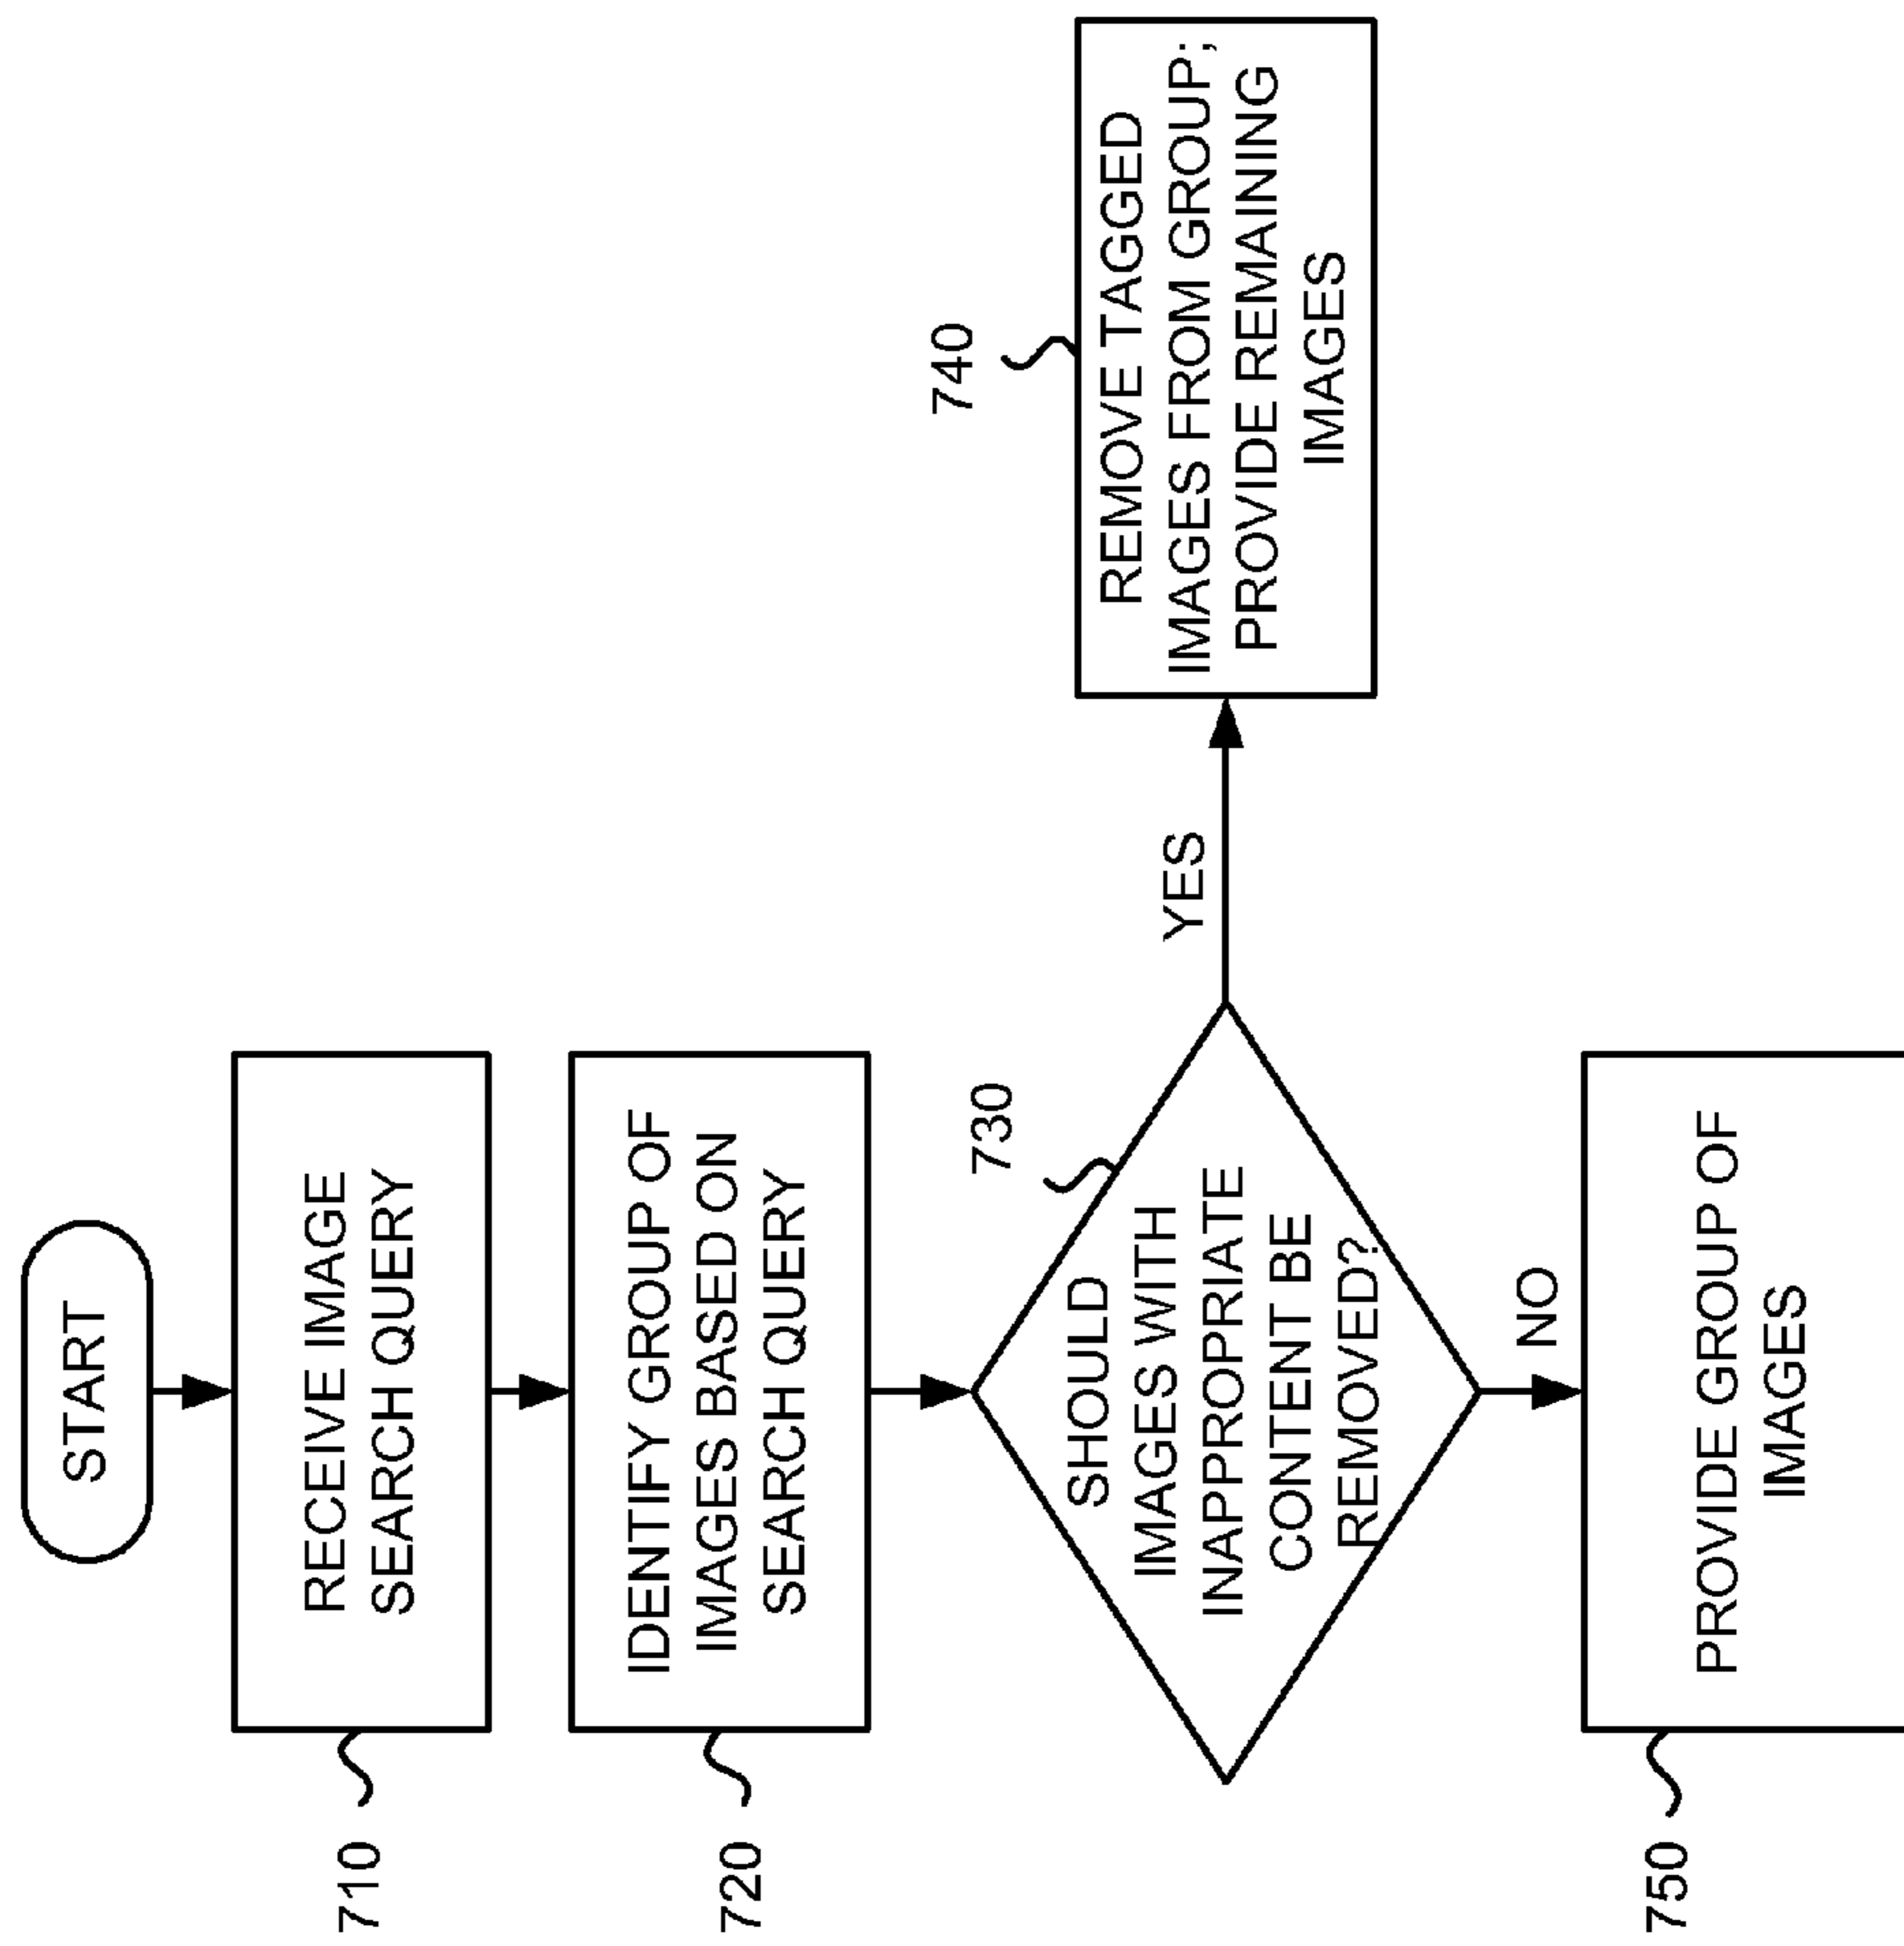 START
710
RECEIVE IMAGE
SEARCH QUERY
720
IDENTIFY GROUP OF
IMAGES BASED ON
SEARCH QUERY
730
SHOULD
IMAGES WITH
INAPPROPRIATE
CONTENT BE
REMOVED?
YES
740
REMOVE TAGGED
IMAGES FROM GROUP;
PROVIDE REMAINING
IMAGES
NO
750
PROVIDE GROUP OF
IMAGES